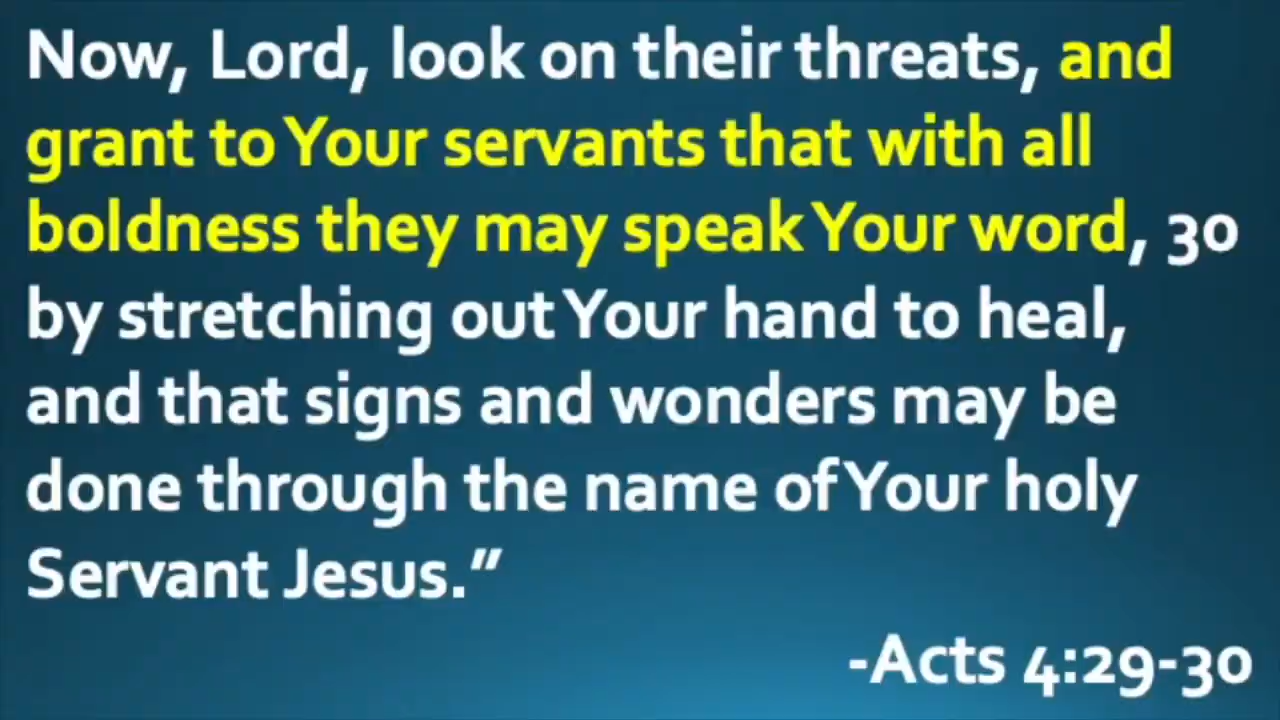 Now, Lord, look on their threats, and
grant to Your servants that with all
boldness they may speak Your word, 30
by stretching out Your hand to heal,
and that signs and wonders may be
done through the name of Your holy
Servant Jesus.”
-Acts 4:29-30